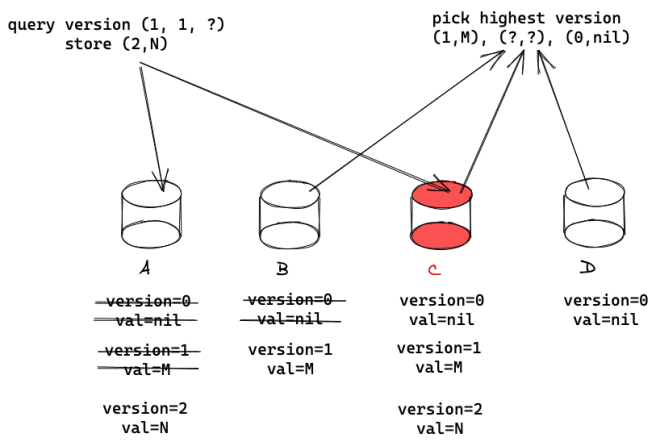 query version (1, 1, ?)
store (2,N)
pick highest version
(1,M), (?,?), (0,nil)
A
B
C
D
version=0
val=nil
version=1
val=M
version=2
val=N
version=0
val=nil
version=1
val=M
version=0
val=nil
version=1
val=M
version=2
val=N
version=0
val=nil